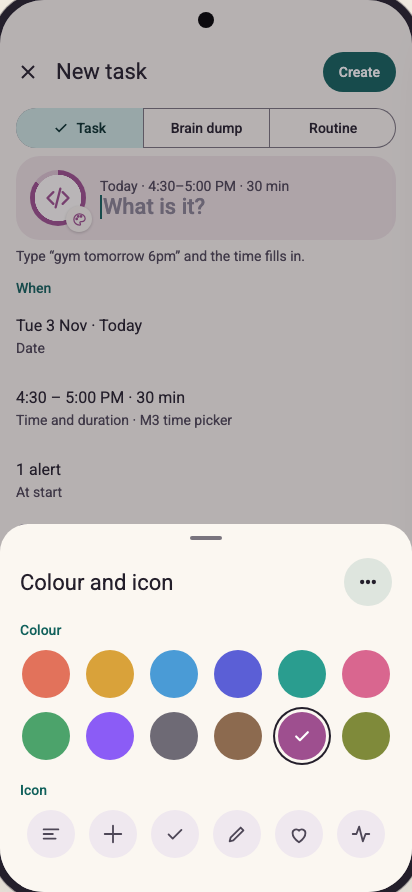 New task
Create
Task
Brain dump
Routine
Today · 4:30–5:00 PM · 30 min
What is it?
Type “gym tomorrow 6pm” and the time fills in.
When
Tue 3 Nov · Today
Date
4:30 – 5:00 PM · 30 min
Time and duration · M3 time picker
1 alert
At start
Colour and icon
Colour
Icon